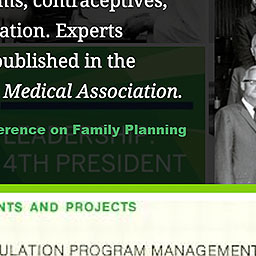 ms, contraceptives,
ation. Experts
published in the
Medical Association.
erence on Family Planning
LEADERSHIP:
4TH PRESIDENT
NTS AND PROJECTS
ULATION PROGRAM MANAGEMENT